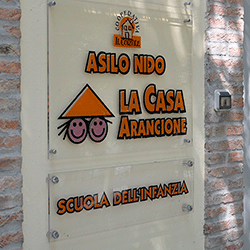 ASILO NIDO
LA CASA
ARANCIONE
SCUOLA DELL'INFANZIA